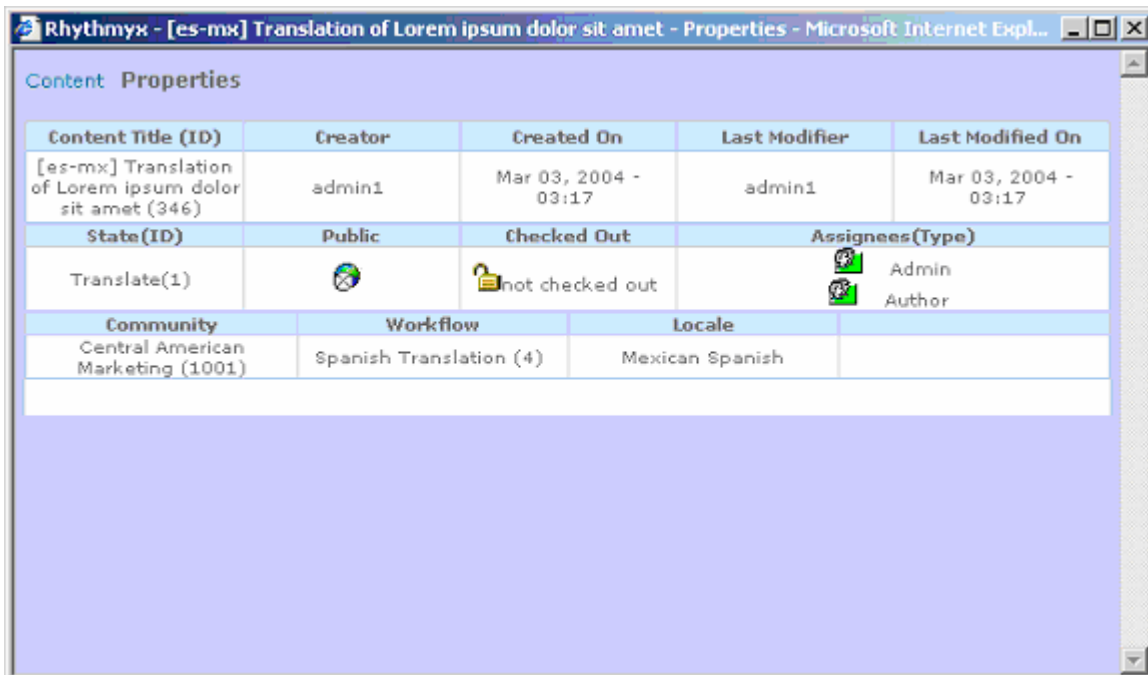 Rhythmyx - [es-mx] Translation of Lorem ipsum dolor sit amet - Properties - Microsoft Internet Expl...
Content Properties
Content Title (ID) Creator Created On Last Modifier Last Modified On
[es-mx] Translation of Lorem ipsum dolor sit amet (346) admin1 Mar 03, 2004 - 03:17 admin1 Mar 03, 2004 - 03:17
State(ID) Public Checked Out Assignees(Type)
Translate(1) not checked out Admin
Author
Community Workflow Locale
Central American Marketing (1001) Spanish Translation (4) Mexican Spanish